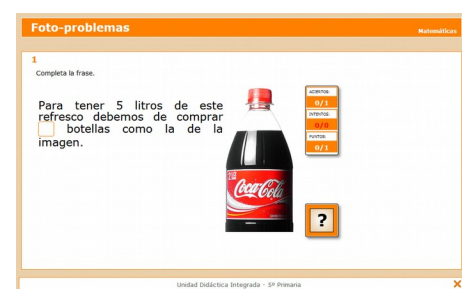 Foto-problemas
Matemáticas
1
Completa la frase.
Para tener 5 litros de este
refresco debemos de comprar
botellas como la de la
imagen.
Coca-Cola
ACIERTOS:
0/1
INTENTOS:
0/0
PUNTOS:
0/1
?
Unidad Didáctica Integrada - 5º Primaria
X